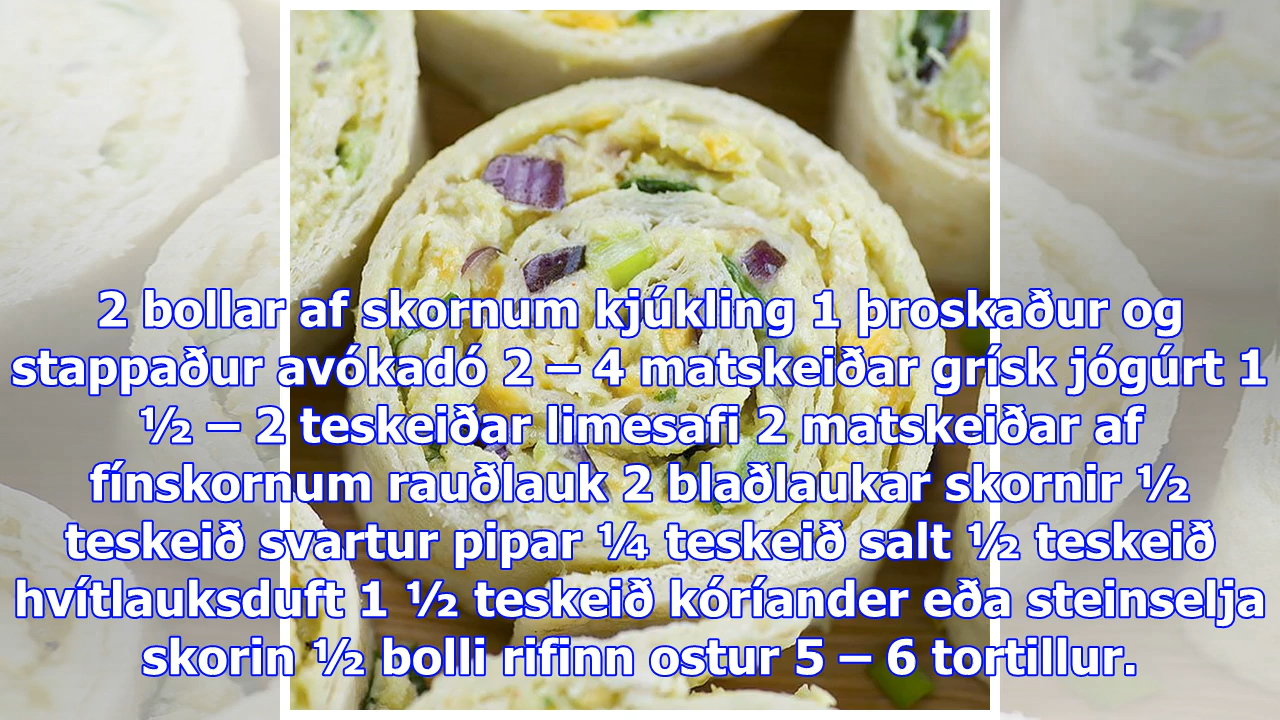 2 bollar af skornum kjúkling 1 þroskaður og
stappaður avókadó 2 – 4 matskeiðar grísk jógúrt 1
½ – 2 teskeiðar limesafi 2 matskeiðar af
fínskornum rauðlauk 2 blaðlaukar skornir ½
teskeið svartur pipar ¼ teskeið salt ½ teskeið
hvítlauksduft 1 ½ teskeið kóríander eða steinselja
skorin ½ bolli rifinn ostur 5 – 6 tortillur.